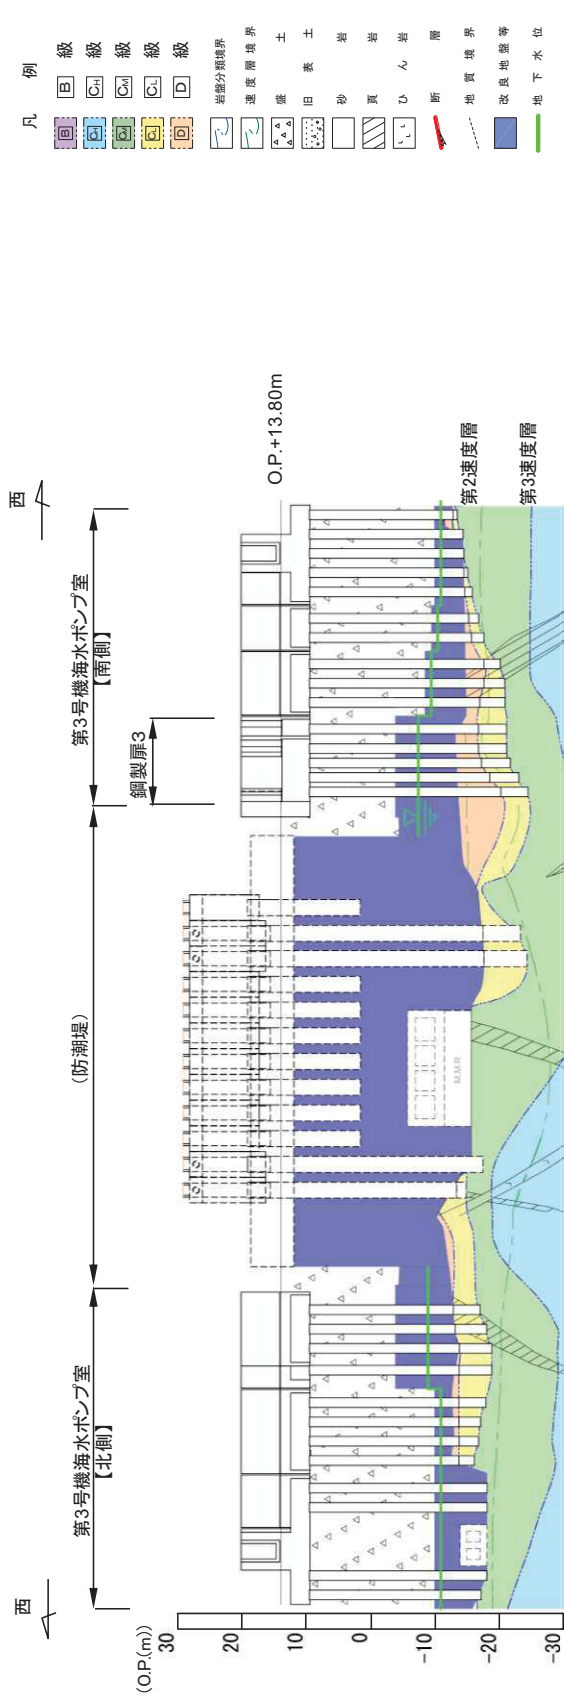 凡 例
B B 級
CH CH 級
CM CM 級
CL CL 級
D D 級
岩盤分類境界
速度層境界
盛土
旧表土
砂岩
頁岩
ひん岩
断層
地質境界
改良地盤等
地下水位
西
西
第3号機海水ポンプ室
【北側】
(防潮堤)
第3号機海水ポンプ室
【南側】
鋼製扉3
O.P.+13.80m
第2速度層
第3速度層
M.M.R
(O.P.(m))
30
20
10
0
-10
-20
-30